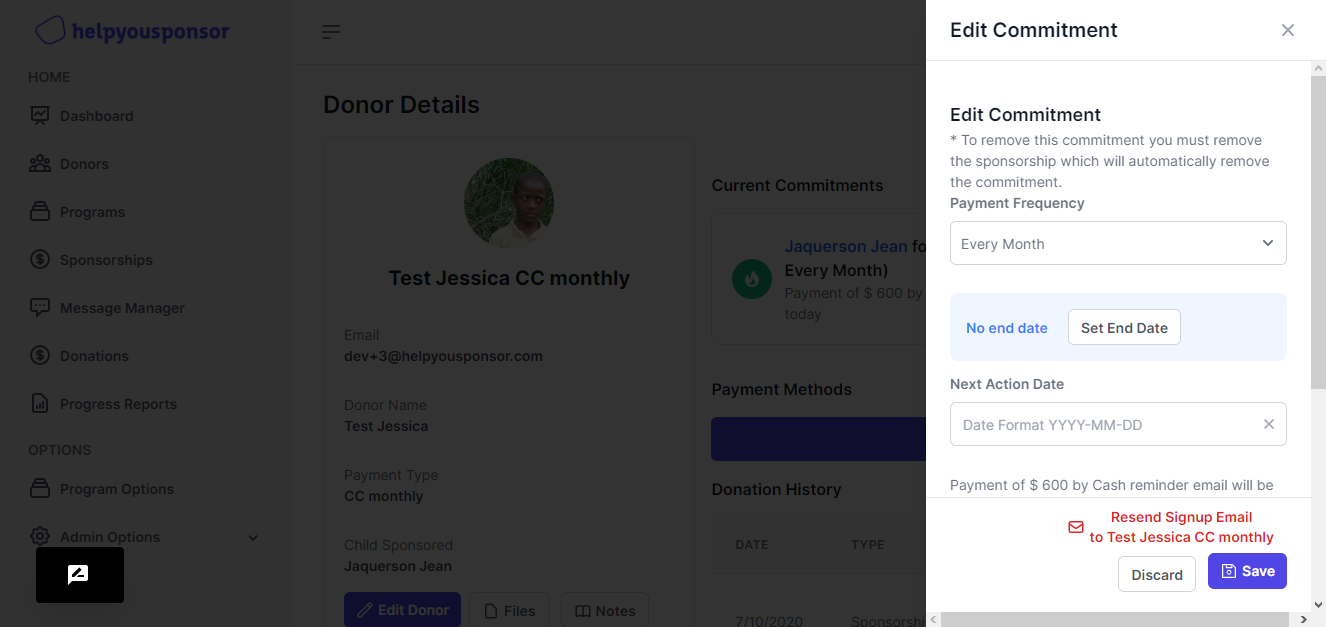 helpyousponsor
HOME
Dashboard
Donors
Programs
Sponsorships
Message Manager
Donations
Progress Reports
OPTIONS
Program Options
Admin Options
Donor Details
Test Jessica CC monthly
Email
dev+3@helpyousponsor.com
Donor Name
Test Jessica
Payment Type
CC monthly
Child Sponsored
Jaquerson Jean
Edit Donor
Files
Notes
Current Commitments
Jaquerson Jean fo
Every Month)
Payment of $ 600 by
today
Payment Methods
Donation History
DATE TYPE
7/10/2020 Sponsorshi
Edit Commitment
Edit Commitment
* To remove this commitment you must remove
the sponsorship which will automatically remove
the commitment.
Payment Frequency
Every Month
No end date Set End Date
Next Action Date
Date Format YYYY-MM-DD
Payment of $ 600 by Cash reminder email will be
Resend Signup Email
to Test Jessica CC monthly
Discard Save